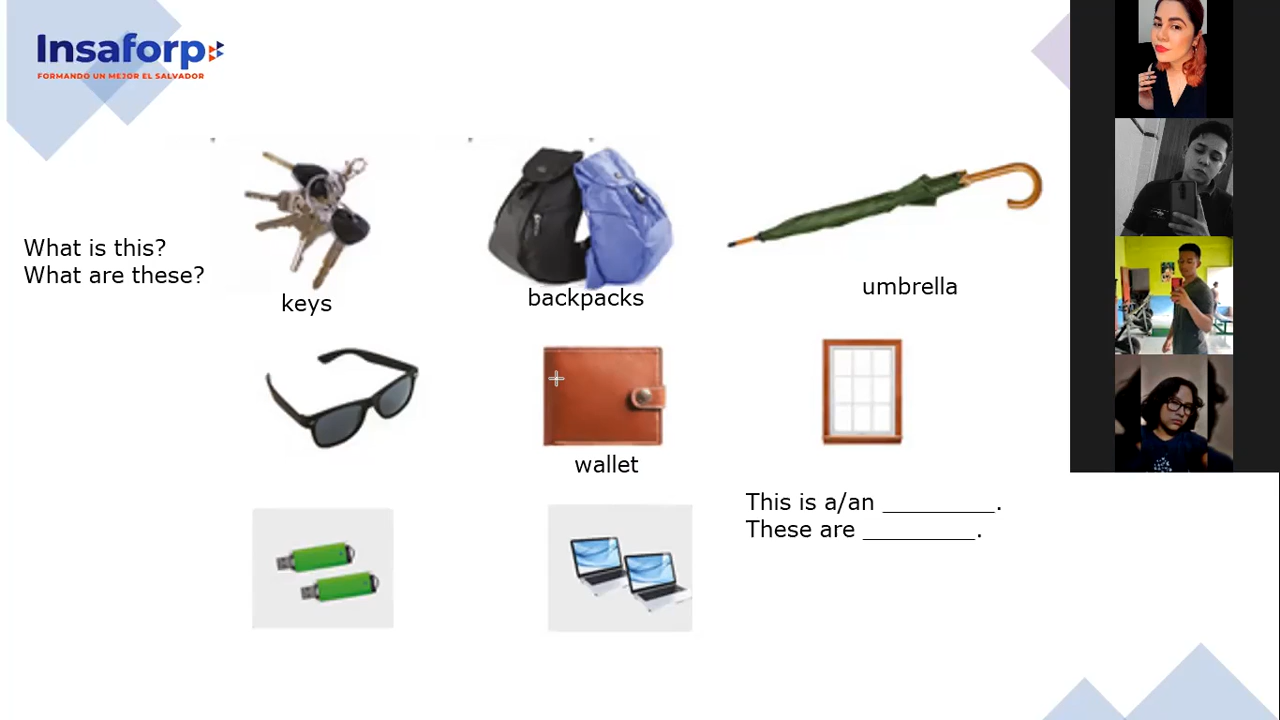 Insaforp
FORMANDO UN MEJOR EL SALVADOR
What is this?
What are these?
keys
backpacks
umbrella
wallet
This is a/an _________.
These are _________.